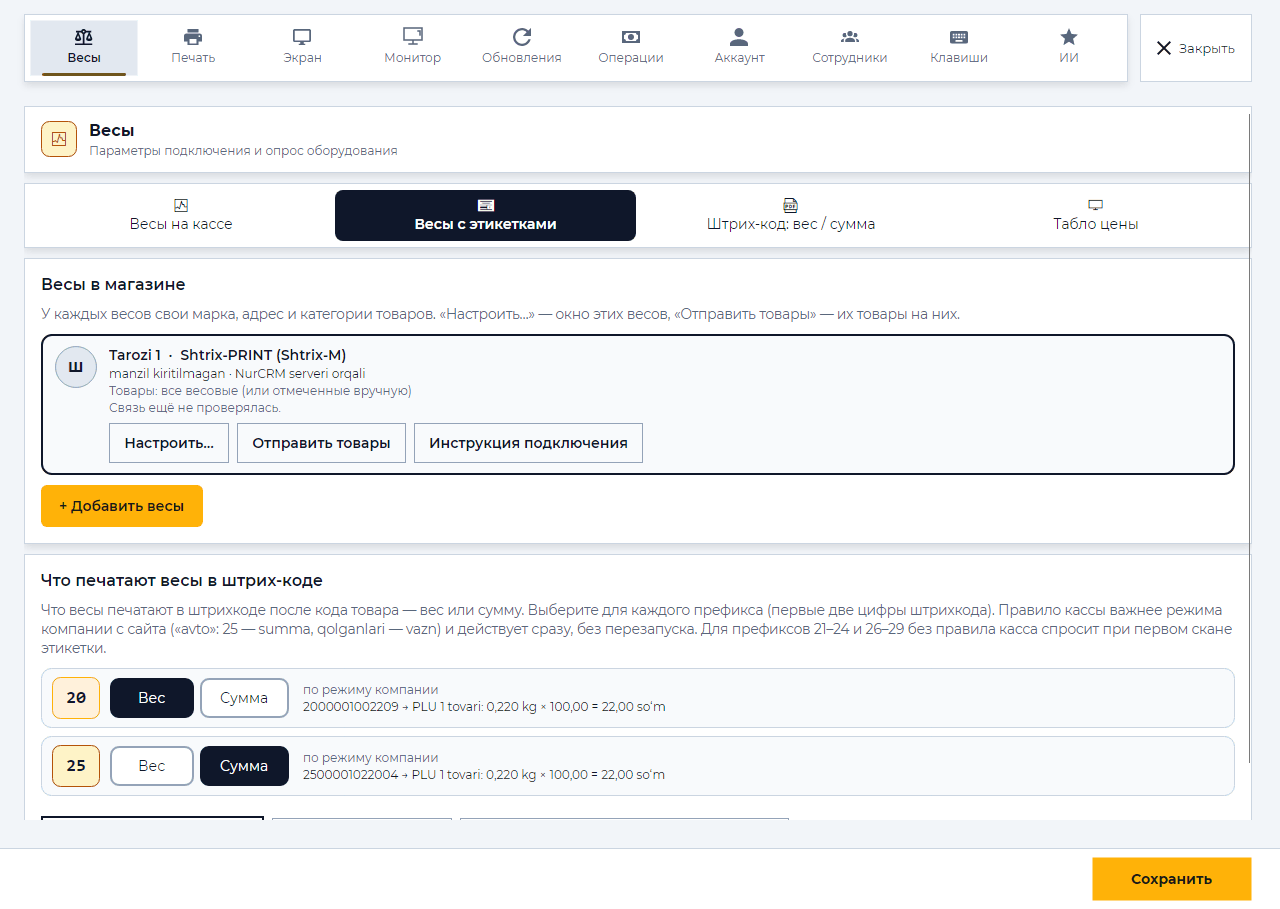 Весы
Печать
Экран
Монитор
Обновления
Операции
Аккаунт
Сотрудники
Клавиши
ИИ
Закрыть
Весы
Параметры подключения и опрос оборудования
Весы на кассе
Весы с этикетками
PDF
Штрих-код: вес / сумма
Табло цены
Весы в магазине
У каждых весов свои марка, адрес и категории товаров. «Настроить…» — окно этих весов, «Отправить товары» — их товары на них.
Ш
Tarozi 1 · Shtrix-PRINT (Shtrix-M)
manzil kiritilmagan · NurCRM serveri orqali
Товары: все весовые (или отмеченные вручную)
Связь ещё не проверялась.
Настроить…
Отправить товары
Инструкция подключения
+ Добавить весы
Что печатают весы в штрих-коде
Что весы печатают в штрихкоде после кода товара — вес или сумму. Выберите для каждого префикса (первые две цифры штрихкода). Правило кассы важнее режима
компании с сайта («avto»: 25 — summa, qolganlari — vazn) и действует сразу, без перезапуска. Для префиксов 21–24 и 26–29 без правила касса спросит при первом скане
этикетки.
20
Вес
Сумма
по режиму компании
2000001002209 → PLU 1 tovari: 0,220 kg × 100,00 = 22,00 soʻm
25
Вес
Сумма
по режиму компании
2500001022004 → PLU 1 tovari: 0,220 kg × 100,00 = 22,00 soʻm
Сохранить